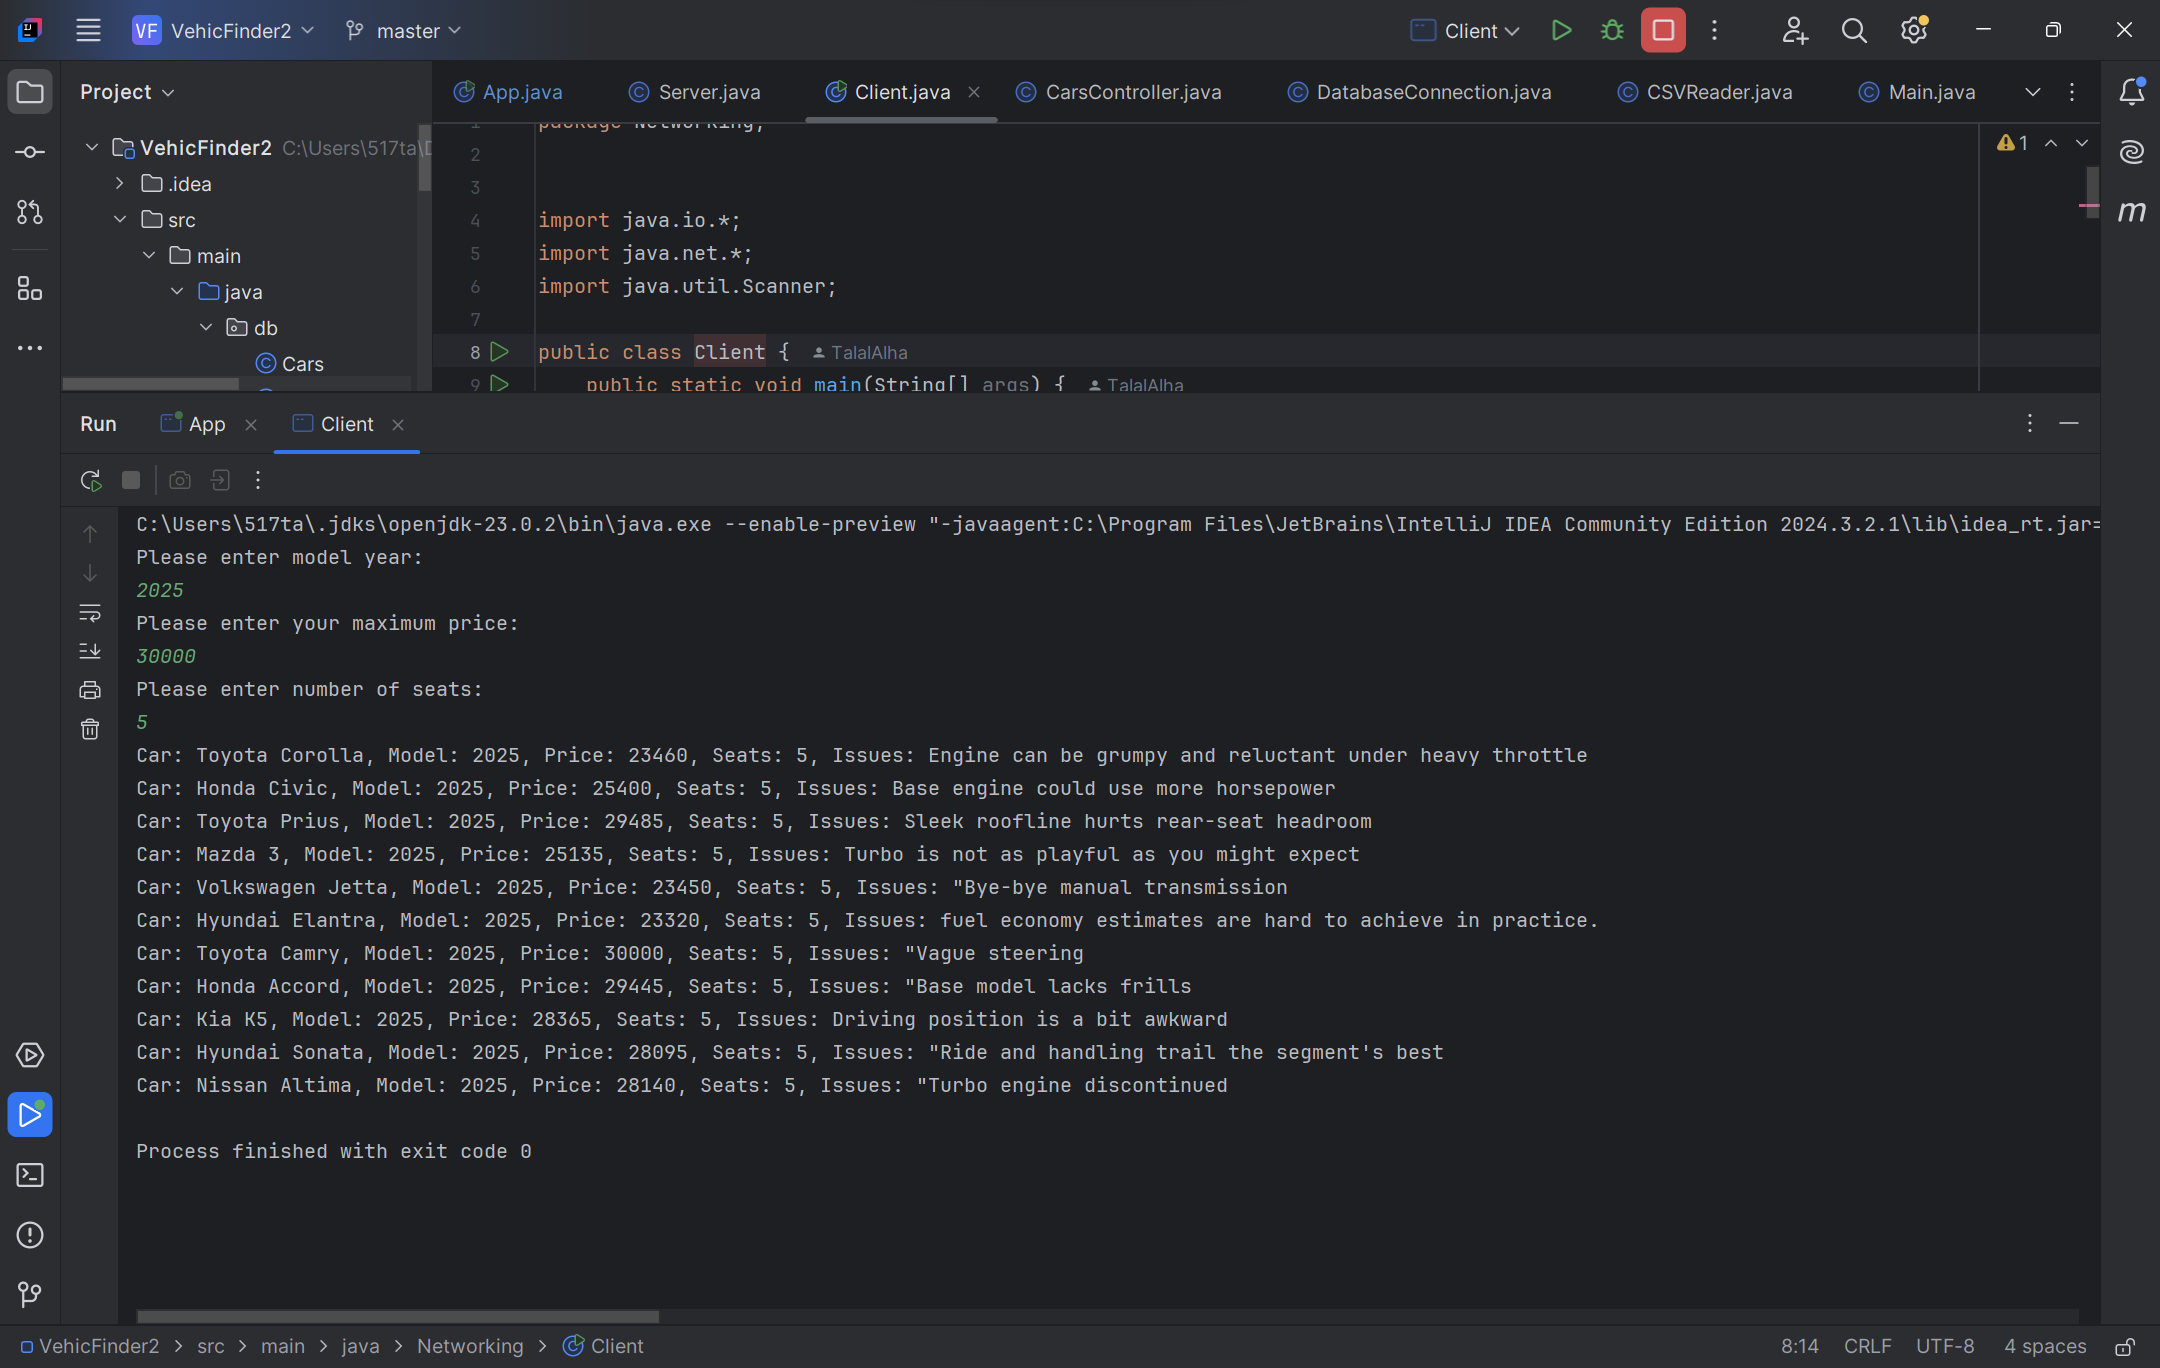 VF VehicFinder2 master Client
Project
App.java Server.java Client.java CarsController.java DatabaseConnection.java CSVReader.java Main.java
VehicFinder2 C:\Users\517ta\
.idea
src
main
java
db
Cars
1 package Networking;
2
3
4 import java.io.*;
5 import java.net.*;
6 import java.util.Scanner;
7
8 public class Client { TalalAlha
9 public static void main(String[] args) { TalalAlha
1
Run App Client
C:\Users\517ta\.jdks\openjdk-23.0.2\bin\java.exe --enable-preview "-javaagent:C:\Program Files\JetBrains\IntelliJ IDEA Community Edition 2024.3.2.1\lib\idea_rt.jar=
Please enter model year:
2025
Please enter your maximum price:
30000
Please enter number of seats:
5
Car: Toyota Corolla, Model: 2025, Price: 23460, Seats: 5, Issues: Engine can be grumpy and reluctant under heavy throttle
Car: Honda Civic, Model: 2025, Price: 25400, Seats: 5, Issues: Base engine could use more horsepower
Car: Toyota Prius, Model: 2025, Price: 29485, Seats: 5, Issues: Sleek roofline hurts rear-seat headroom
Car: Mazda 3, Model: 2025, Price: 25135, Seats: 5, Issues: Turbo is not as playful as you might expect
Car: Volkswagen Jetta, Model: 2025, Price: 23450, Seats: 5, Issues: "Bye-bye manual transmission
Car: Hyundai Elantra, Model: 2025, Price: 23320, Seats: 5, Issues: fuel economy estimates are hard to achieve in practice.
Car: Toyota Camry, Model: 2025, Price: 30000, Seats: 5, Issues: "Vague steering
Car: Honda Accord, Model: 2025, Price: 29445, Seats: 5, Issues: "Base model lacks frills
Car: Kia K5, Model: 2025, Price: 28365, Seats: 5, Issues: Driving position is a bit awkward
Car: Hyundai Sonata, Model: 2025, Price: 28095, Seats: 5, Issues: "Ride and handling trail the segment's best
Car: Nissan Altima, Model: 2025, Price: 28140, Seats: 5, Issues: "Turbo engine discontinued
Process finished with exit code 0
VehicFinder2 > src > main > java > Networking > Client
8:14 CRLF UTF-8 4 spaces